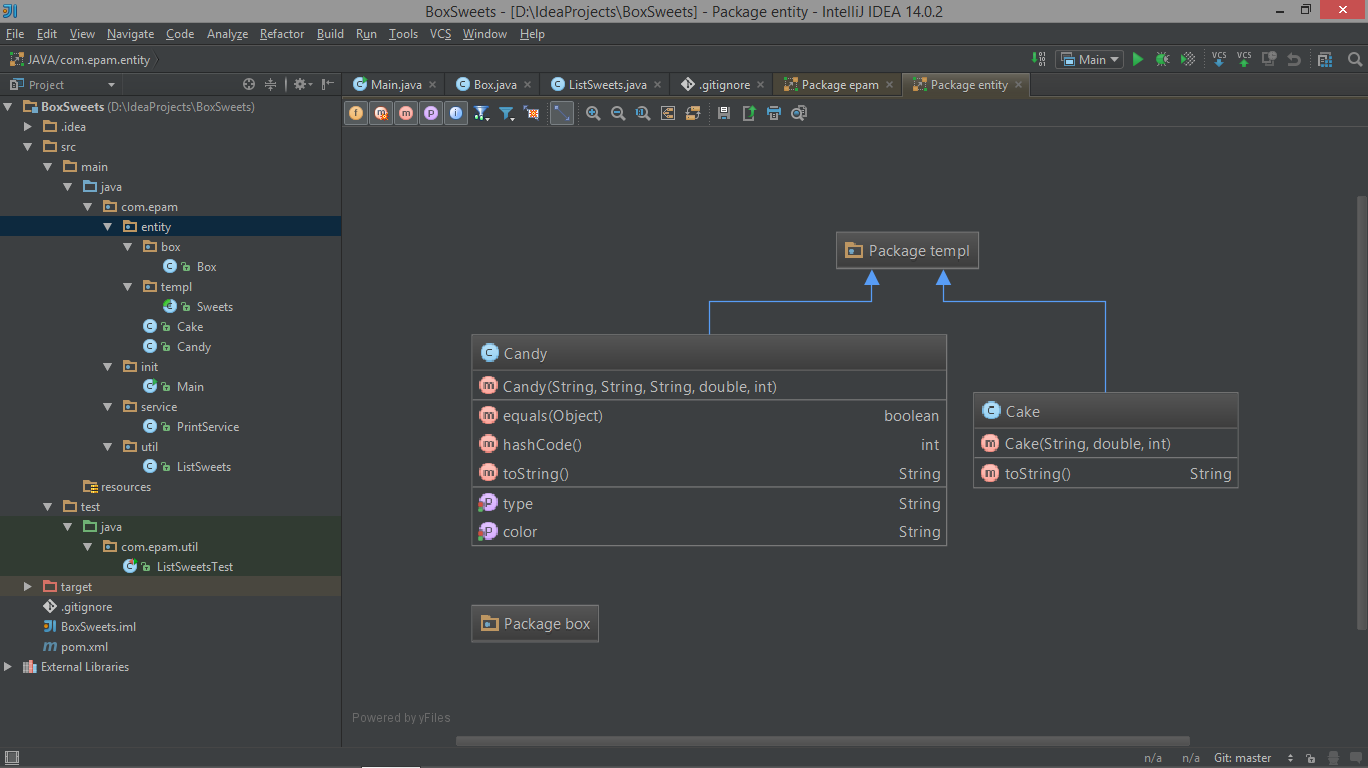 BoxSweets - [D:\IdeaProjects\BoxSweets] - Package entity - IntelliJ IDEA 14.0.2
File Edit View Navigate Code Analyze Refactor Build Run Tools VCS Window Help
JAVA/com.epam.entity
Main
VCS VCS
Project
Main.java Box.java ListSweets.java .gitignore Package epam Package entity
BoxSweets (D:\IdeaProjects\BoxSweets)
.idea
src
main
java
com.epam
entity
box
Box
templ
Sweets
Cake
Candy
init
Main
service
PrintService
util
ListSweets
resources
test
java
com.epam.util
ListSweetsTest
target
.gitignore
BoxSweets.iml
pom.xml
External Libraries
Package templ
Candy
Candy(String, String, String, double, int)
equals(Object) boolean
hashCode() int
toString() String
type String
color String
Cake
Cake(String, double, int)
toString() String
Package box
Powered by yFiles
n/a n/a Git: master